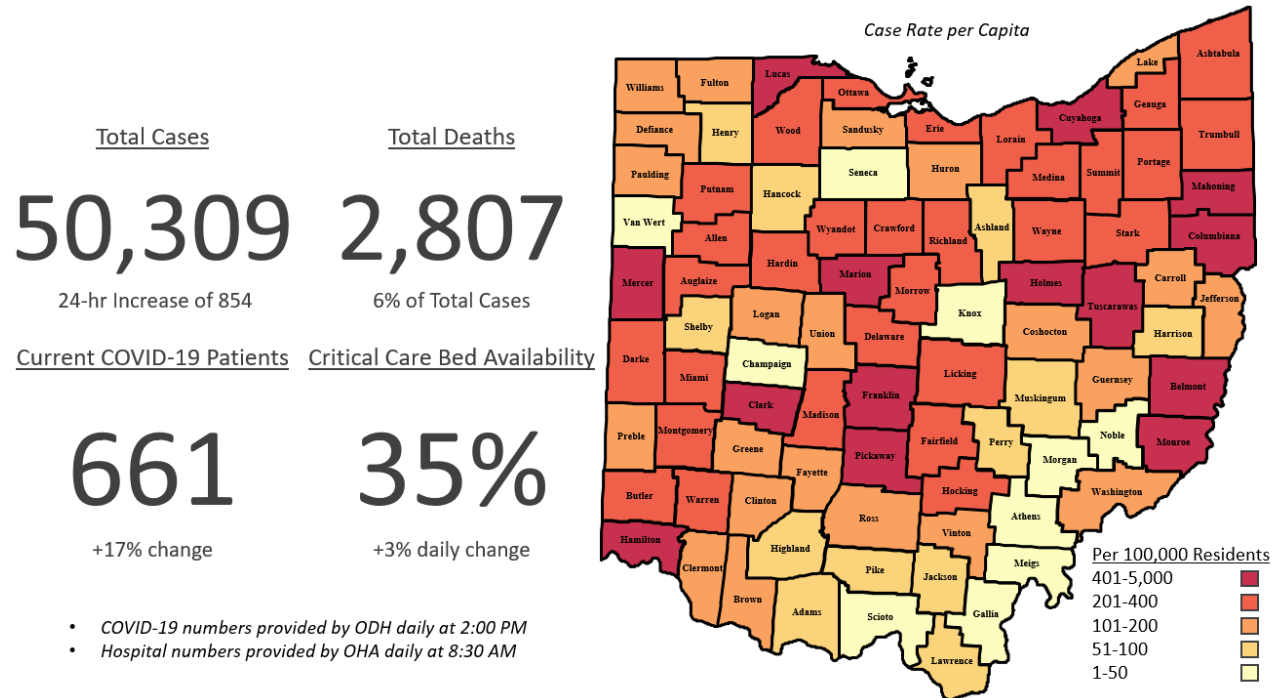 Case Rate per Capita
Total Cases
Total Deaths
50,309
2,807
24-hr Increase of 854
6% of Total Cases
Current COVID-19 Patients
Critical Care Bed Availability
661
35%
+17% change
+3% daily change
• COVID-19 numbers provided by ODH daily at 2:00 PM
• Hospital numbers provided by OHA daily at 8:30 AM
Williams
Fulton
Lucas
Ottawa
Lake
Ashtabula
Geauga
Cuyahoga
Defiance
Henry
Wood
Sandusky
Erie
Lorain
Trumbull
Paulding
Putnam
Hancock
Seneca
Huron
Medina
Summit
Portage
Mahoning
Van Wert
Allen
Wyandot
Crawford
Richland
Ashland
Wayne
Stark
Columbiana
Mercer
Auglaize
Hardin
Marion
Morrow
Holmes
Tuscarawas
Carroll
Jefferson
Shelby
Logan
Union
Delaware
Knox
Coshocton
Harrison
Darke
Miami
Champaign
Clark
Madison
Franklin
Licking
Muskingum
Guernsey
Belmont
Preble
Montgomery
Greene
Fayette
Pickaway
Fairfield
Perry
Morgan
Noble
Monroe
Butler
Warren
Clinton
Ross
Hocking
Athens
Washington
Hamilton
Clermont
Brown
Highland
Adams
Pike
Vinton
Jackson
Meigs
Scioto
Gallia
Lawrence
Per 100,000 Residents
401-5,000
201-400
101-200
51-100
1-50